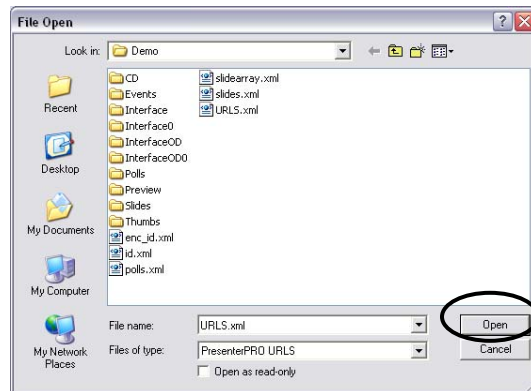 File Open
Look in:
Demo
Recent
Desktop
My Documents
My Computer
My Network
Places
CD
Events
Interface
Interface0
InterfaceOD
InterfaceOD0
Polls
Preview
Slides
Thumbs
enc_id.xml
id.xml
polls.xml
slidearray.xml
slides.xml
URLS.xml
File name:
URLS.xml
Open
Files of type:
PresenterPRO URLS
Cancel
Open as read-only